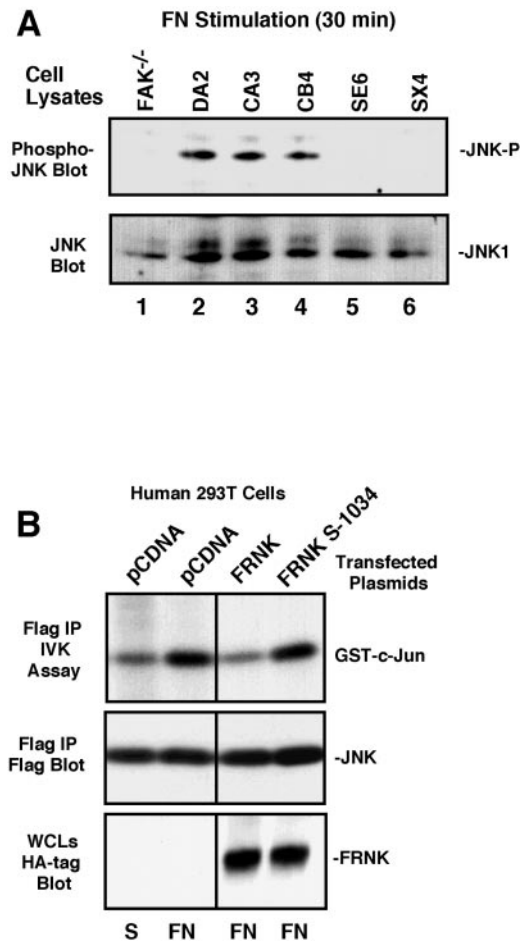 A
FN Stimulation (30 min)
Cell
Lysates
FAK-/-
DA2
CA3
CB4
SE6
SX4
Phospho-
JNK Blot
-JNK-P
JNK
Blot
-JNK1
1 2 3 4 5 6
B
Human 293T Cells
pCDNA
pCDNA
FRNK
FRNK S-1034
Transfected
Plasmids
Flag IP
IVK
Assay
GST-c-Jun
Flag IP
Flag Blot
-JNK
WCLs
HA-tag
Blot
-FRNK
S FN FN FN